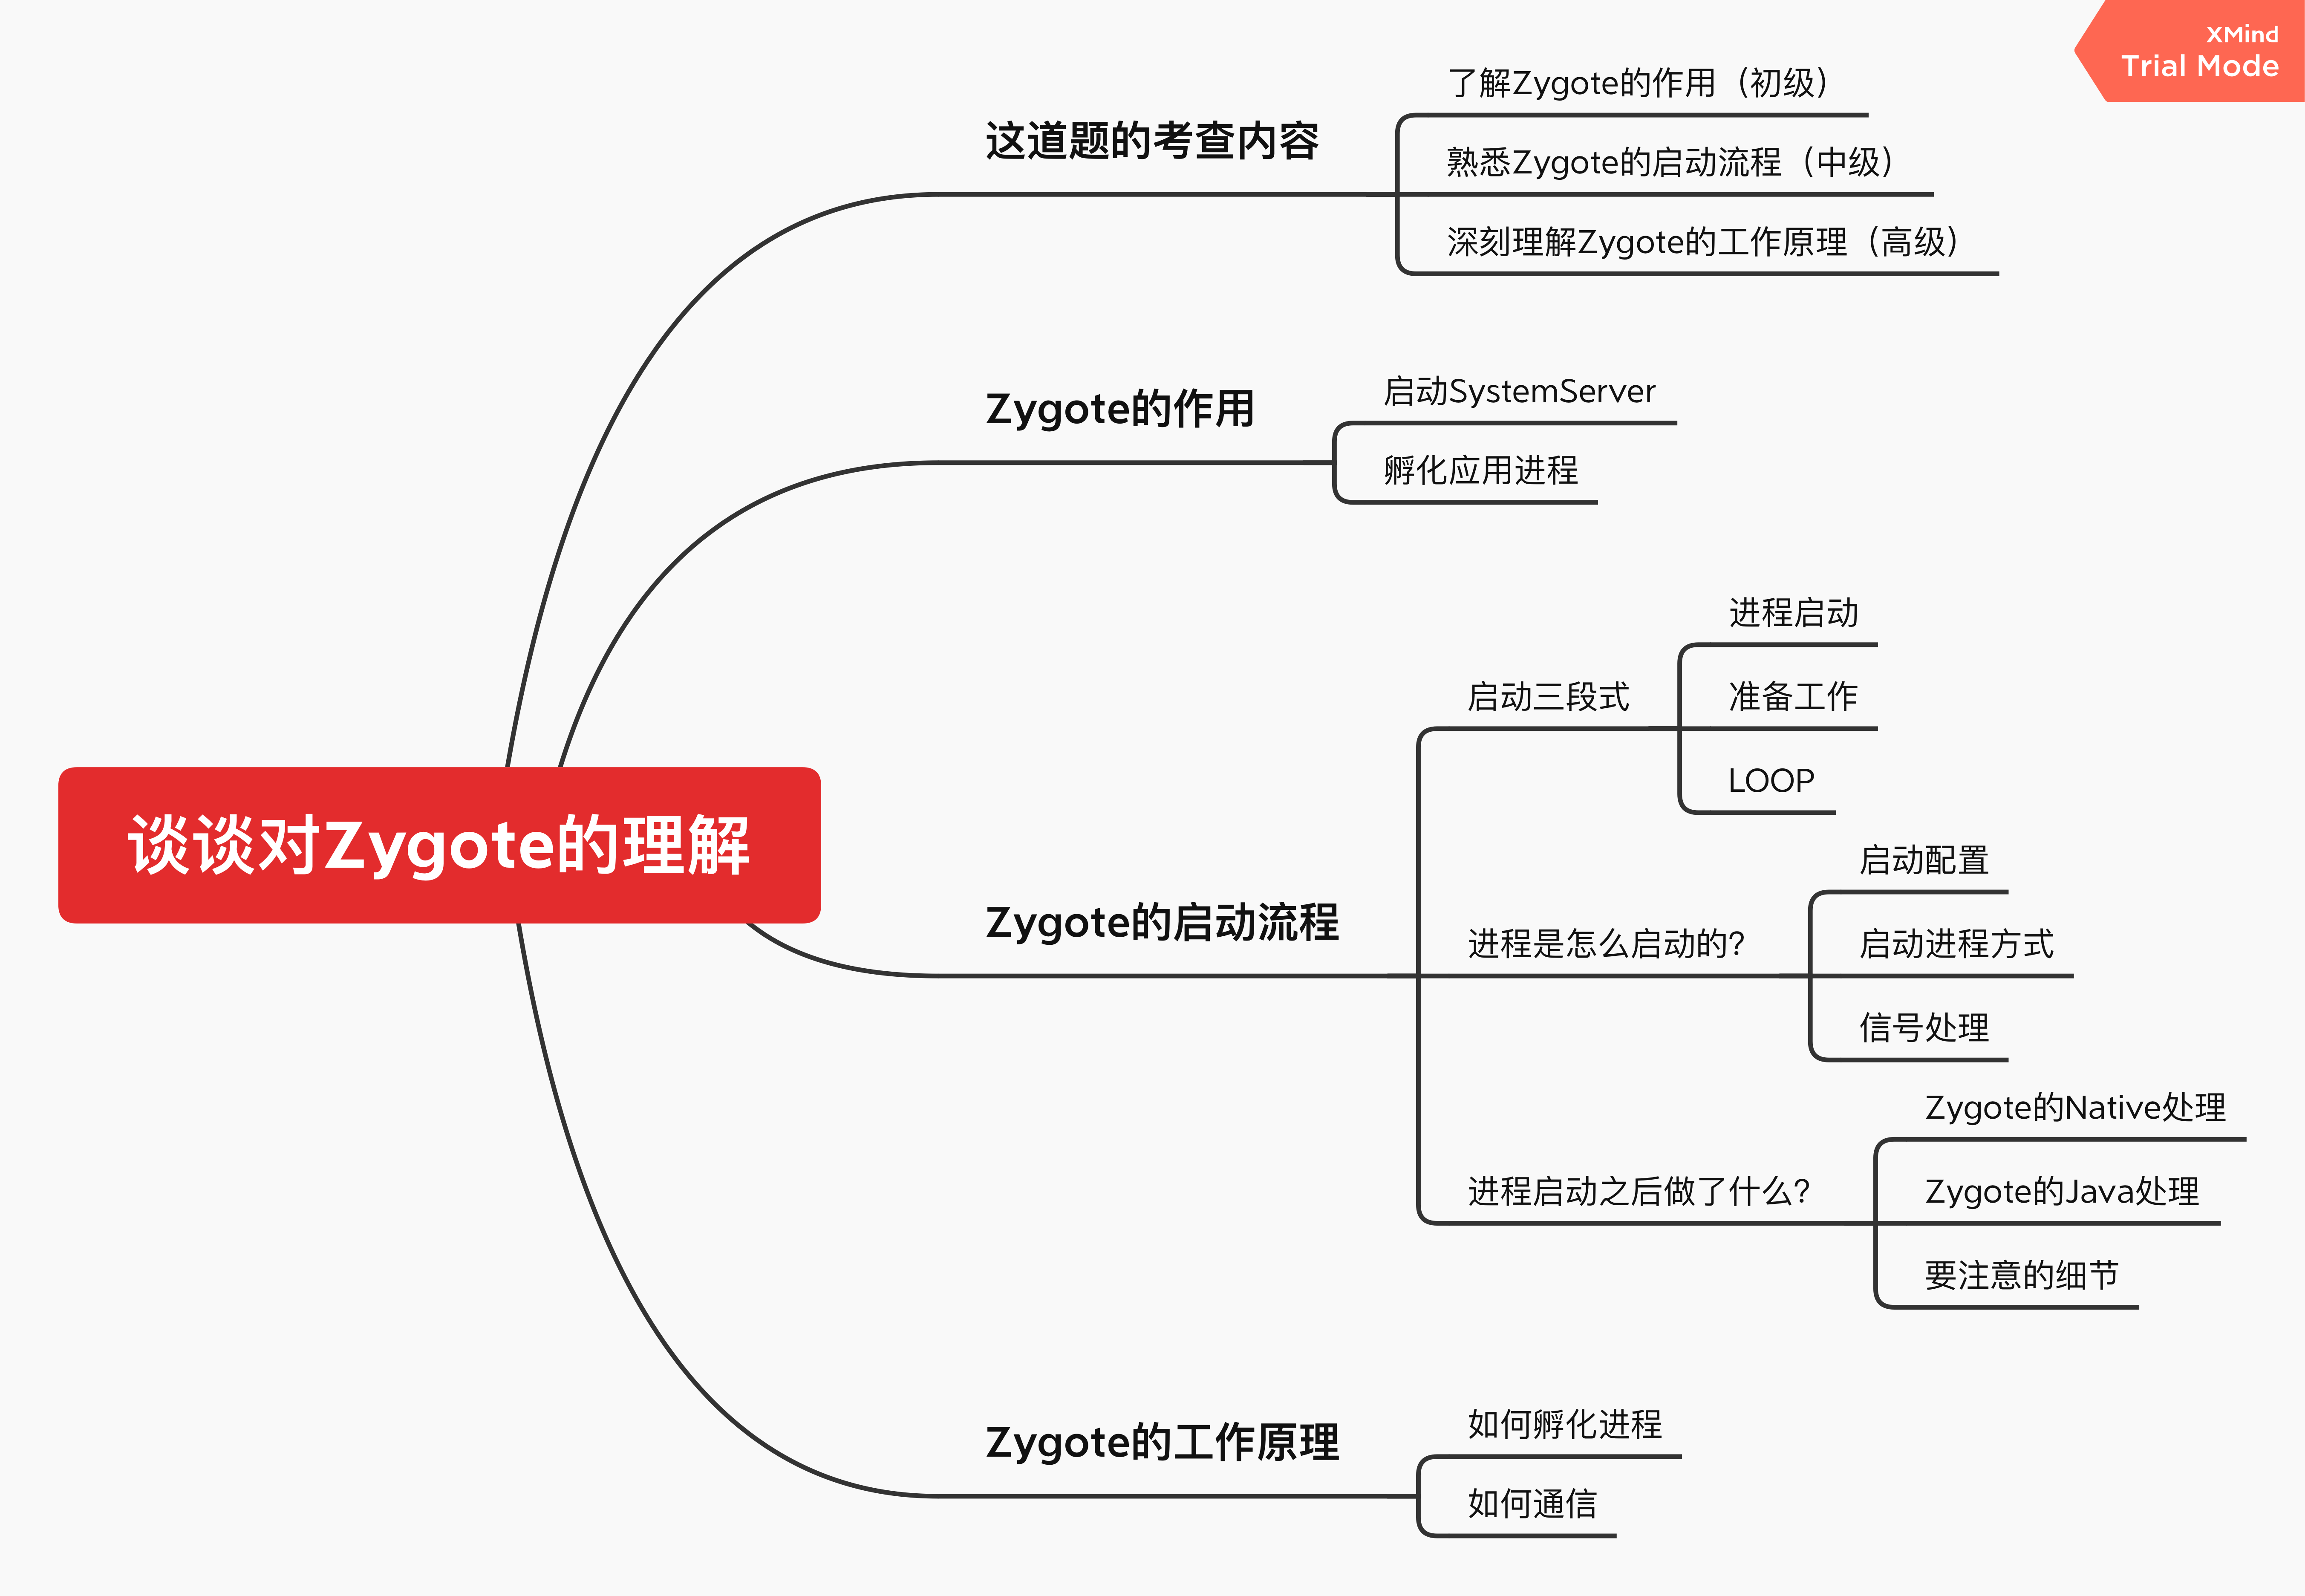 XMind
Trial Mode
谈谈对Zygote的理解
这道题的考查内容
了解Zygote的作用（初级）
熟悉Zygote的启动流程（中级）
深刻理解Zygote的工作原理（高级）
Zygote的作用
启动SystemServer
孵化应用进程
Zygote的启动流程
启动三段式
进程启动
准备工作
LOOP
进程是怎么启动的?
启动配置
启动进程方式
信号处理
进程启动之后做了什么?
Zygote的Native处理
Zygote的Java处理
要注意的细节
Zygote的工作原理
如何孵化进程
如何通信